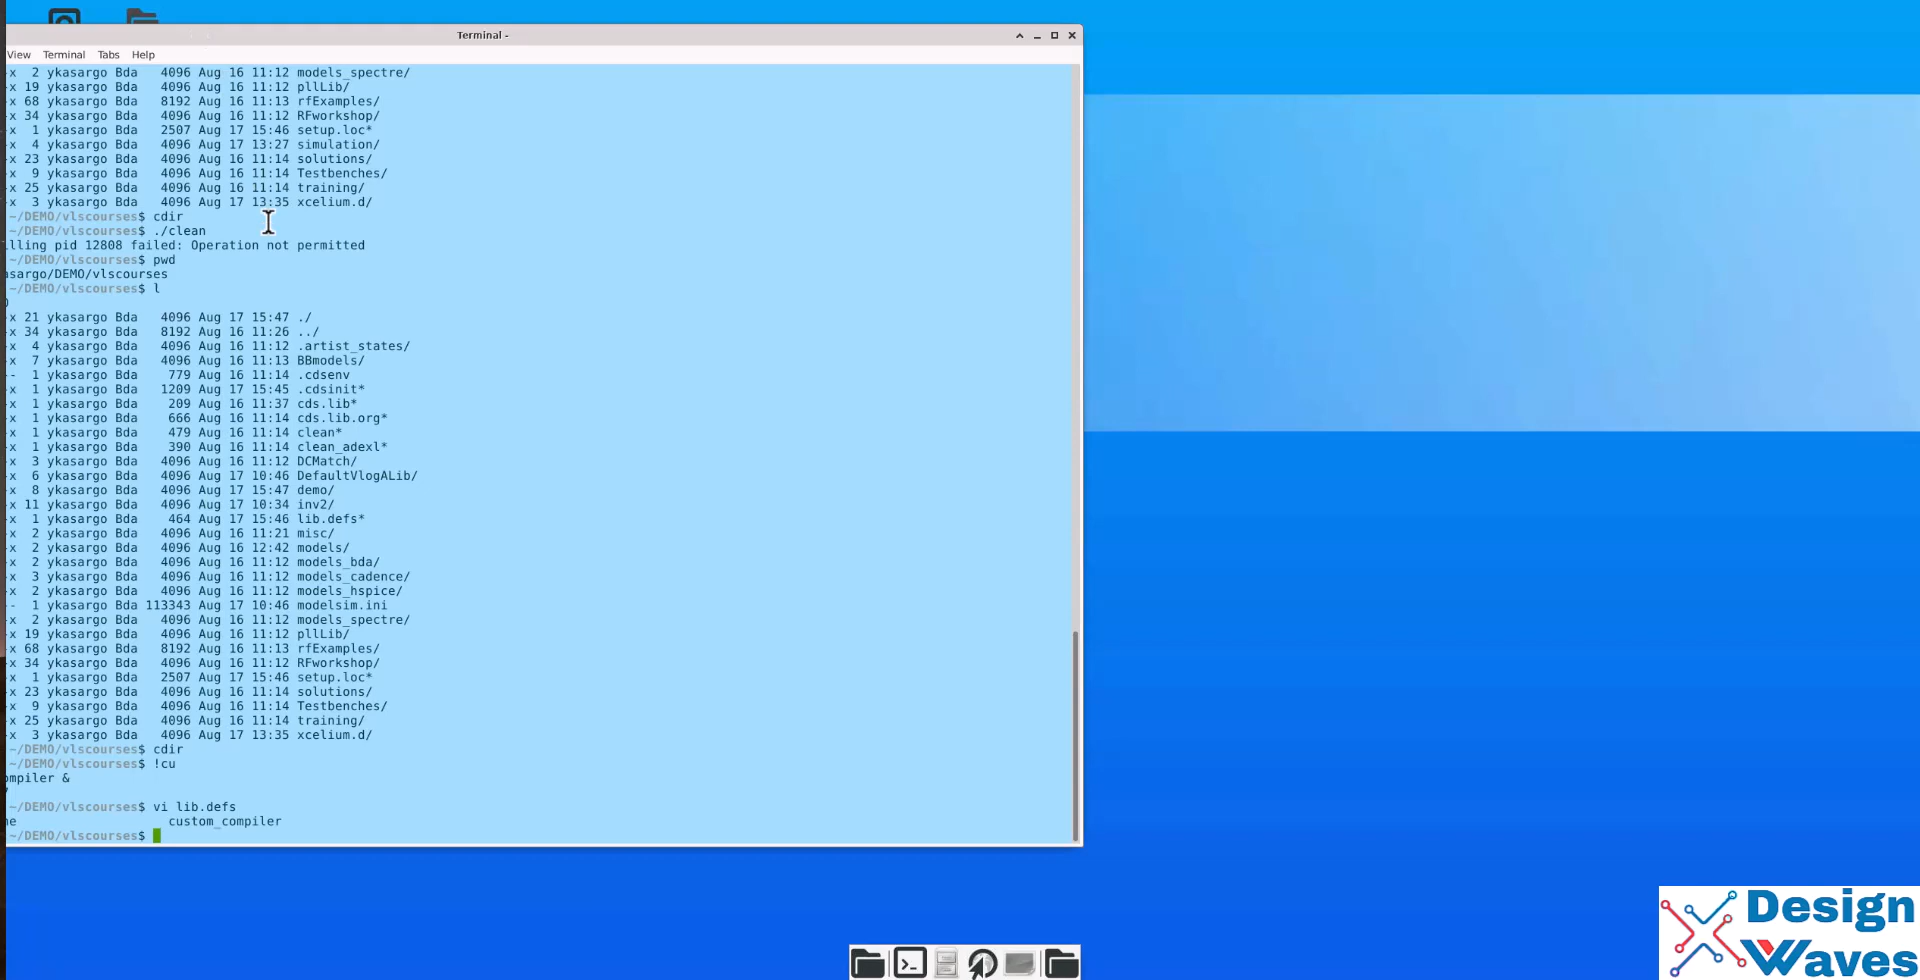 Terminal -
View Terminal Tabs Help
-x 2 ykasargo Bda 4096 Aug 16 11:12 models_spectre/
-x 19 ykasargo Bda 4096 Aug 16 11:12 pllLib/
-x 68 ykasargo Bda 8192 Aug 16 11:13 rfExamples/
-x 34 ykasargo Bda 4096 Aug 16 11:12 RFworkshop/
-x 1 ykasargo Bda 2507 Aug 17 15:46 setup.loc*
-x 4 ykasargo Bda 4096 Aug 17 13:27 simulation/
-x 23 ykasargo Bda 4096 Aug 16 11:14 solutions/
-x 9 ykasargo Bda 4096 Aug 16 11:14 Testbenches/
-x 25 ykasargo Bda 4096 Aug 16 11:14 training/
-x 3 ykasargo Bda 4096 Aug 17 13:35 xcelium.d/
~/DEMO/vlscourses$ cdir
~/DEMO/vlscourses$ ./clean
lling pid 12808 failed: Operation not permitted
~/DEMO/vlscourses$ pwd
asargo/DEMO/vlscourses
~/DEMO/vlscourses$ l
-x 21 ykasargo Bda 4096 Aug 17 15:47 ./
-x 34 ykasargo Bda 8192 Aug 16 11:26 ../
-x 4 ykasargo Bda 4096 Aug 16 11:12 .artist_states/
-x 7 ykasargo Bda 4096 Aug 16 11:13 BBmodels/
-- 1 ykasargo Bda 779 Aug 16 11:14 .cdsenv
-x 1 ykasargo Bda 1209 Aug 17 15:45 .cdsinit*
-x 1 ykasargo Bda 209 Aug 16 11:37 cds.lib*
-x 1 ykasargo Bda 666 Aug 16 11:14 cds.lib.org*
-x 1 ykasargo Bda 479 Aug 16 11:14 clean*
-x 1 ykasargo Bda 390 Aug 16 11:14 clean_adexl*
-x 3 ykasargo Bda 4096 Aug 16 11:12 DCMatch/
-x 6 ykasargo Bda 4096 Aug 17 10:46 DefaultVlogALib/
-x 8 ykasargo Bda 4096 Aug 17 15:47 demo/
-x 11 ykasargo Bda 4096 Aug 17 10:34 inv2/
-x 1 ykasargo Bda 464 Aug 17 15:46 lib.defs*
-x 2 ykasargo Bda 4096 Aug 16 11:21 misc/
-x 2 ykasargo Bda 4096 Aug 16 12:42 models/
-x 2 ykasargo Bda 4096 Aug 16 11:12 models_bda/
-x 3 ykasargo Bda 4096 Aug 16 11:12 models_cadence/
-x 2 ykasargo Bda 4096 Aug 16 11:12 models_hspice/
-- 1 ykasargo Bda 113343 Aug 17 10:46 modelsim.ini
-x 2 ykasargo Bda 4096 Aug 16 11:12 models_spectre/
-x 19 ykasargo Bda 4096 Aug 16 11:12 pllLib/
-x 68 ykasargo Bda 8192 Aug 16 11:13 rfExamples/
-x 34 ykasargo Bda 4096 Aug 16 11:12 RFworkshop/
-x 1 ykasargo Bda 2507 Aug 17 15:46 setup.loc*
-x 23 ykasargo Bda 4096 Aug 16 11:14 solutions/
-x 9 ykasargo Bda 4096 Aug 16 11:14 Testbenches/
-x 25 ykasargo Bda 4096 Aug 16 11:14 training/
-x 3 ykasargo Bda 4096 Aug 17 13:35 xcelium.d/
~/DEMO/vlscourses$ cdir
~/DEMO/vlscourses$ !cu
ompiler &
~/DEMO/vlscourses$ vi lib.defs
ne custom_compiler
~/DEMO/vlscourses$
Design
Waves